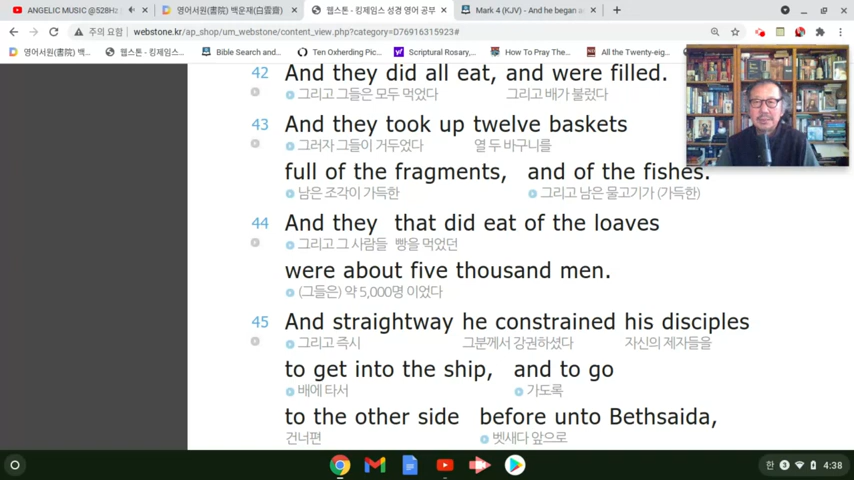 ANGELIC MUSIC @528Hz
영어서원(書院) 백운재(白雲齋)
웹스톤 - 킹제임스 성경 영어 공부
Mark 4 (KJV) - And he began a
주의 요함
webstone.kr/ap_shop/um_webstone/content_view.php?category=D76916315923#
영어서원(書院) 백...
웹스톤 - 킹제임스...
Bible Search and...
Ten Oxherding Pic...
Scriptural Rosary,...
How To Pray The...
All the Twenty-eig...
42 And they did all eat, and were filled.
그리고 그들은 모두 먹었다 그리고 배가 불렀다
43 And they took up twelve baskets
그러자 그들이 거두었다 열 두 바구니를
full of the fragments, and of the fishes.
남은 조각이 가득한 그리고 남은 물고기가 (가득한)
44 And they that did eat of the loaves
그리고 그 사람들 빵을 먹었던
were about five thousand men.
(그들은) 약 5,000명 이었다
45 And straightway he constrained his disciples
그리고 즉시 그분께서 강권하셨다 자신의 제자들을
to get into the ship, and to go
배에 타서 가도록
to the other side before unto Bethsaida,
건너편 벳새다 앞으로
한 3 4:38